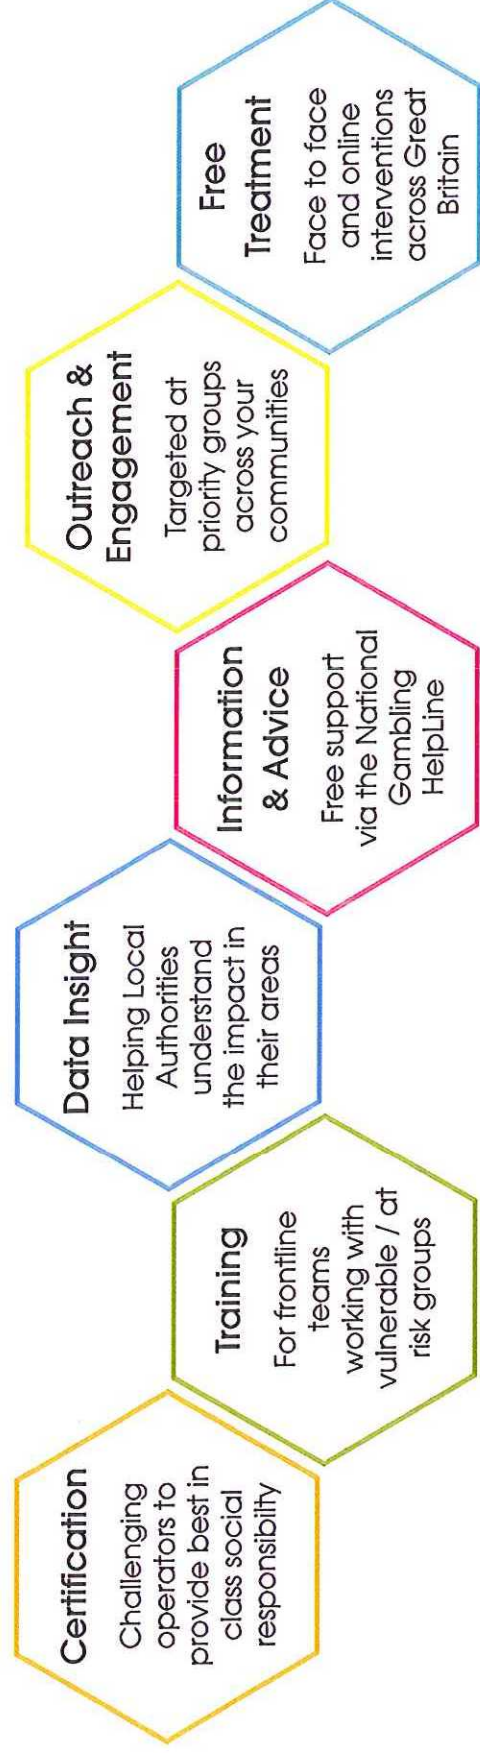 Certification
Challenging
operators to
provide best in
class social
responsibilty
Training
For frontline
teams
working with
vulnerable / at
risk groups
Data Insight
Helping Local
Authorities
understand
the impact in
their areas
Information
& Advice
Free support
via the National
Gambling
HelpLine
Outreach &
Engagement
Targeted at
priority groups
across your
communities
Free
Treatment
Face to face
and online
interventions
across Great
Britain